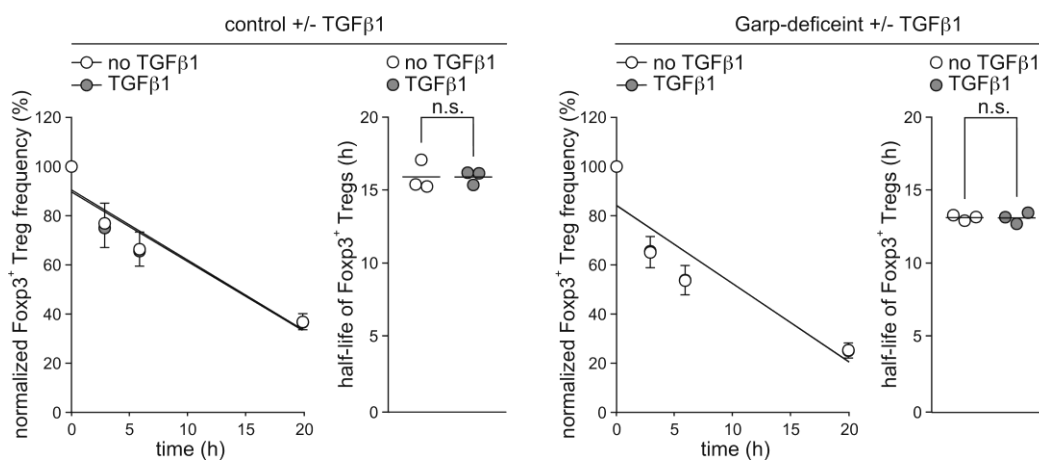 control +/- TGFβ1
no TGFβ1
TGFβ1
no TGFβ1
TGFβ1
normalized Foxp3+ Treg frequency (%)
120
100
80
60
40
20
0
0
5
10
15
20
time (h)
half-life of Foxp3+ Tregs (h)
20
15
10
5
0
n.s.
Garp-deficeint +/- TGFβ1
no TGFβ1
TGFβ1
no TGFβ1
TGFβ1
normalized Foxp3+ Treg frequency (%)
120
100
80
60
40
20
0
0
5
10
15
20
time (h)
half-life of Foxp3+ Tregs (h)
20
15
10
5
0
n.s.